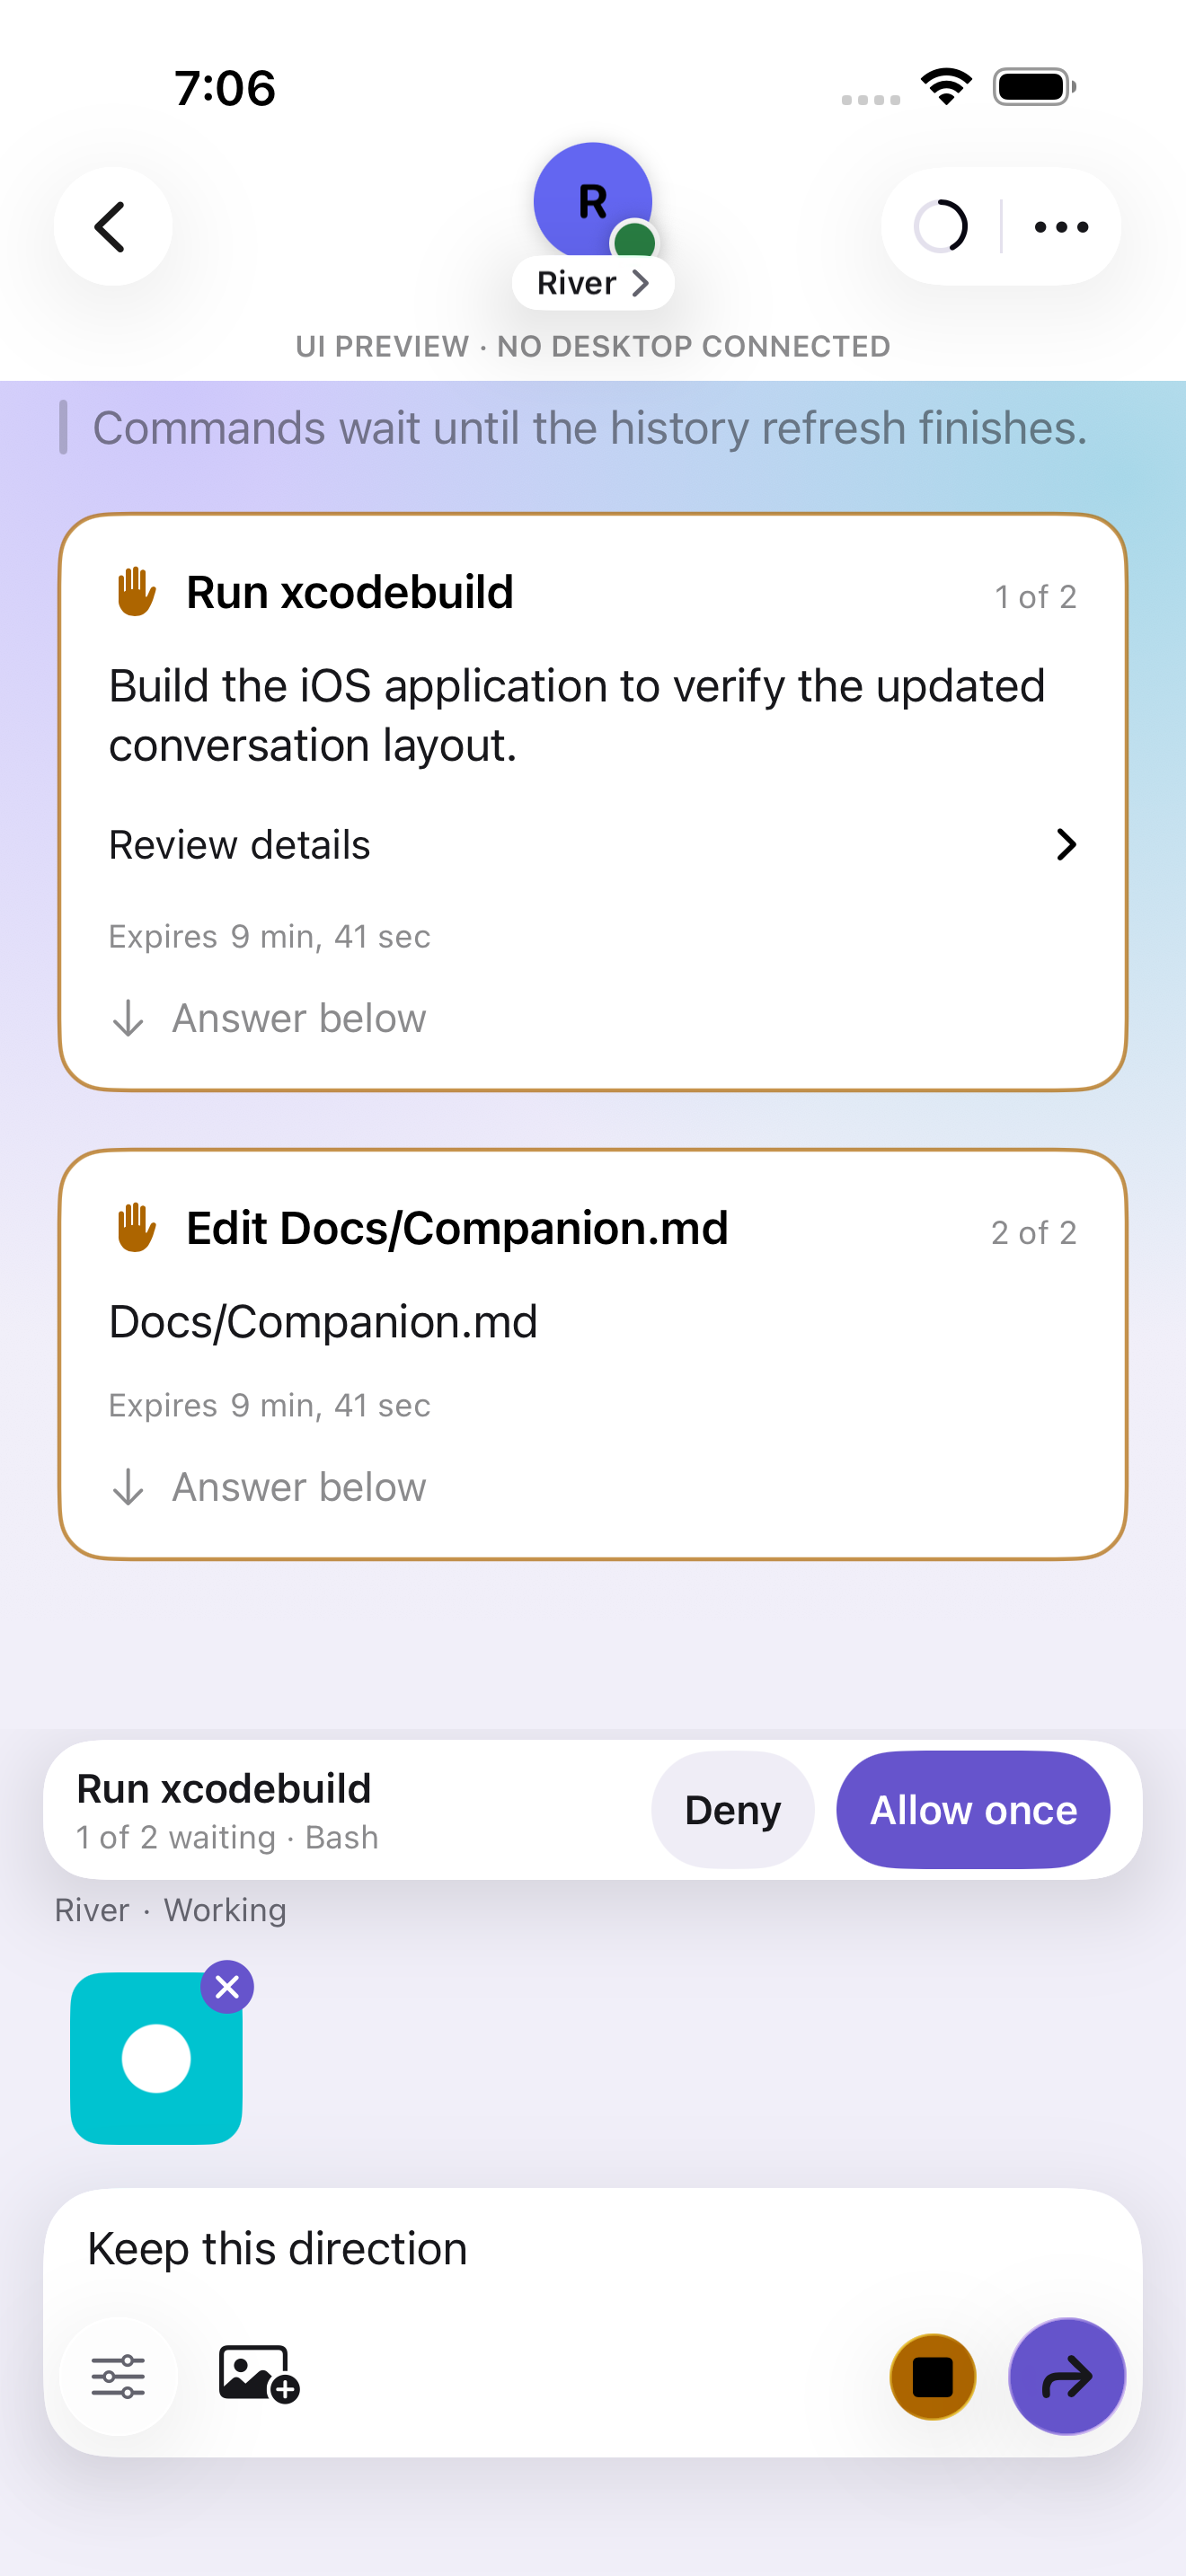 7:06
R
River
UI PREVIEW · NO DESKTOP CONNECTED
Commands wait until the history refresh finishes.
Run xcodebuild
1 of 2
Build the iOS application to verify the updated
conversation layout.
Review details
Expires 9 min, 41 sec
Answer below
Edit Docs/Companion.md
2 of 2
Docs/Companion.md
Expires 9 min, 41 sec
Answer below
Run xcodebuild
1 of 2 waiting · Bash
Deny
Allow once
River · Working
Keep this direction